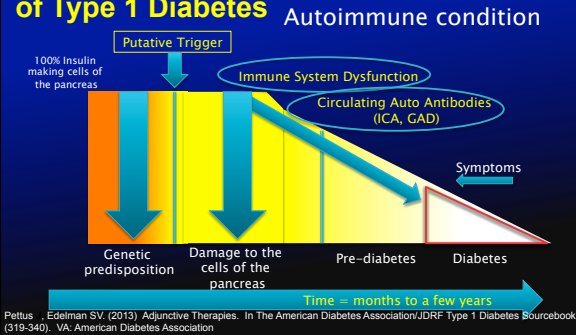 of Type 1 Diabetes
Autoimmune condition
Putative Trigger
100% Insulin
making cells of
the pancreas
Immune System Dysfunction
Circulating Auto Antibodies
(ICA, GAD)
Symptoms
Genetic
predisposition
Damage to the
cells of the
pancreas
Pre-diabetes
Diabetes
Time = months to a few years
Pettus , Edelman SV. (2013) Adjunctive Therapies. In The American Diabetes Association/JDRF Type 1 Diabetes Sourcebook
(319-340). VA: American Diabetes Association